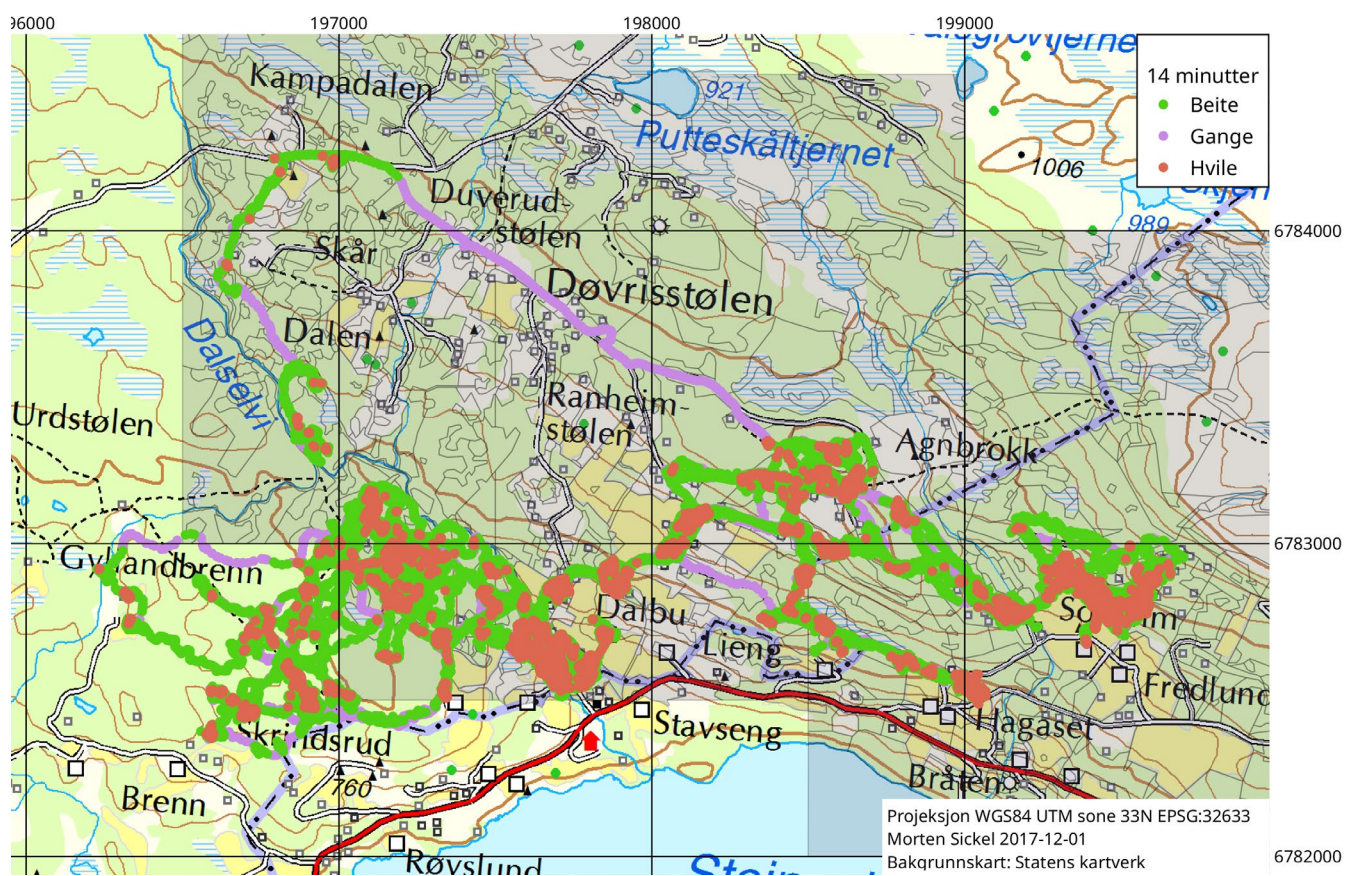 96000 197000 198000 199000
14 minutter
Beite
Gange
Hvile
Kampadalen
921
Putteskåltjernet
1006
989
Duverud-
stølen
Skår
6784000
Døvrisstølen
Dalen
Dalselvi
Urdstølen
Ranheim-
stølen
Agnbrokk
6783000
Gyllandbrenn
Dalbu
Lieng
Fredlund
Stavseng
Hagaset
Skrindsrud
760
Brenn
Bråten
Røvslund
6782000
Projeksjon WGS84 UTM sone 33N EPSG:32633
Morten Sickel 2017-12-01
Bakgrunnskart: Statens kartverk